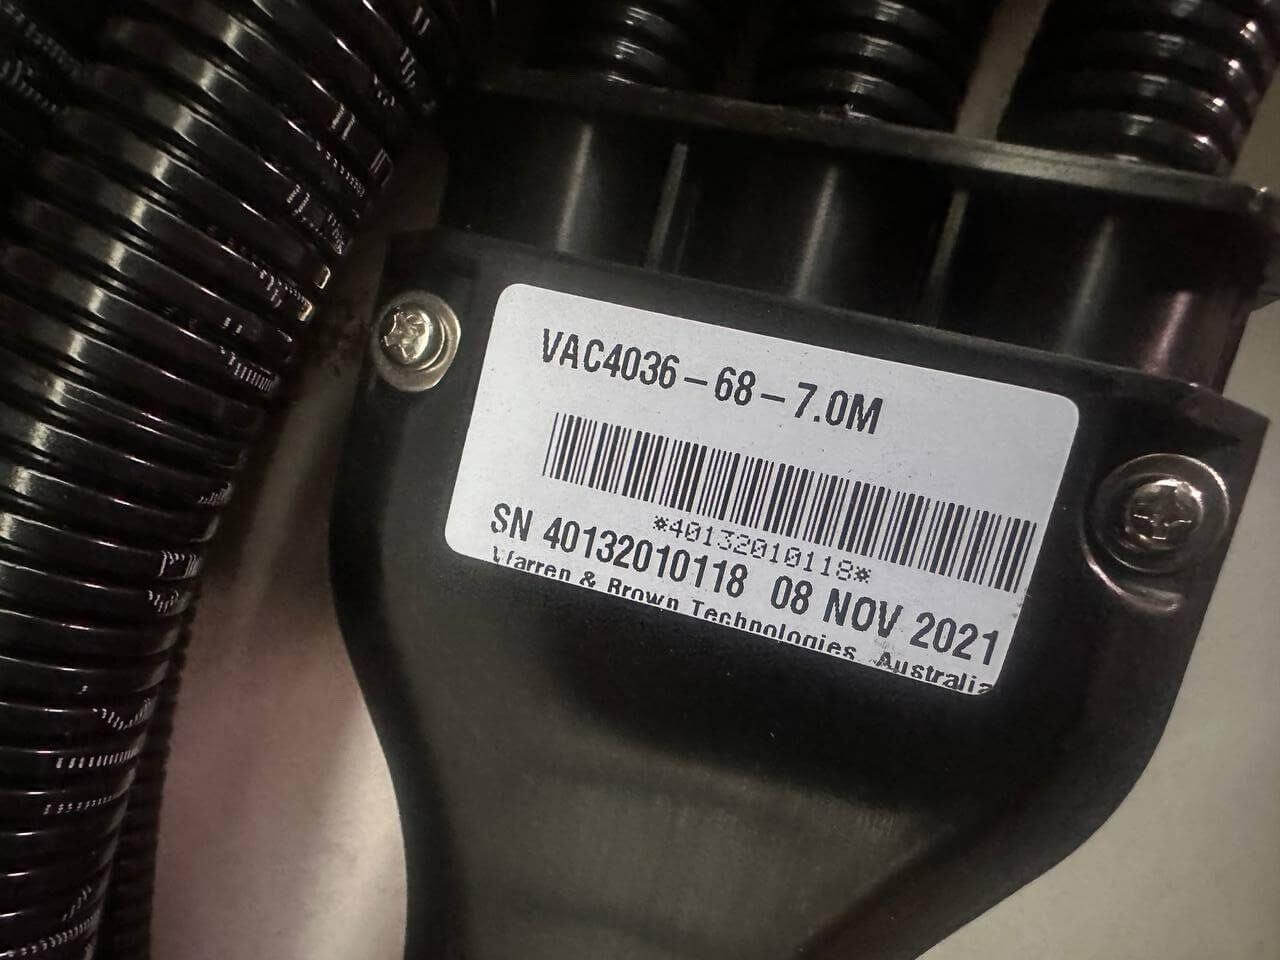 VAC4036-68-7.0M
*40132010118*
SN 40132010118 08 NOV 2021
Warren & Brown Technologies Australia